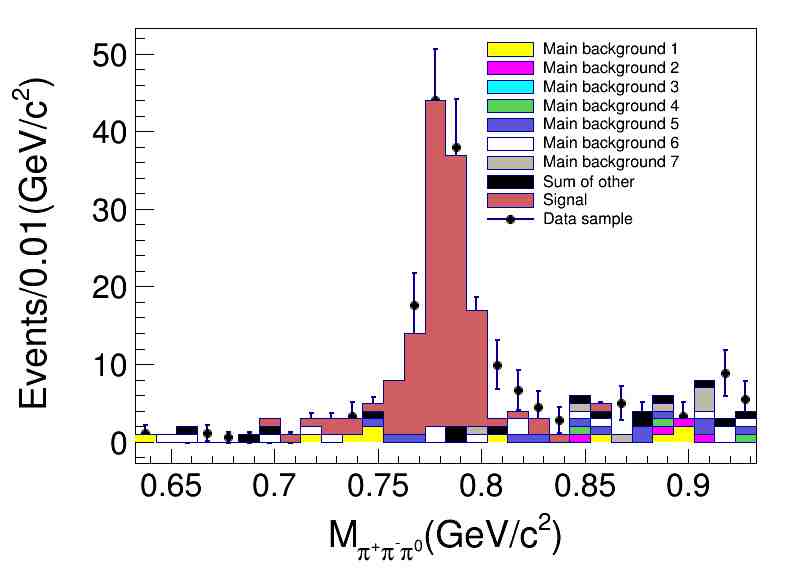 Events/0.01(GeV/c²)
50
40
30
20
10
0
Main background 1
Main background 2
Main background 3
Main background 4
Main background 5
Main background 6
Main background 7
Sum of other
Signal
Data sample
0.65 0.7 0.75 0.8 0.85 0.9
M_π⁺π⁻π⁰(GeV/c²)